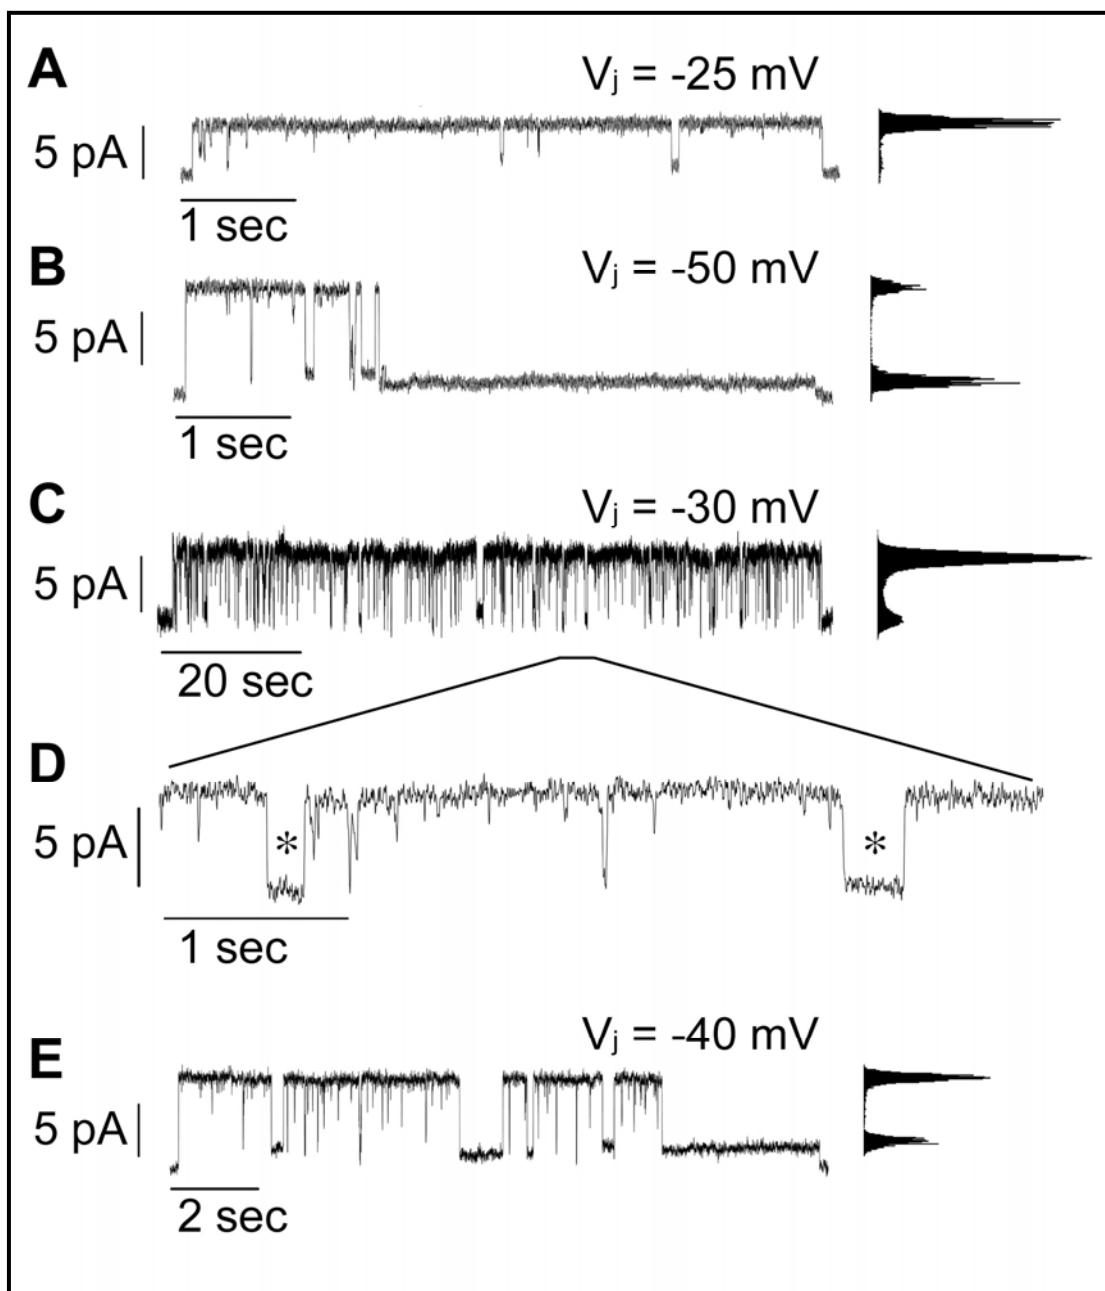 A
Vj = -25 mV
5 pA
1 sec
B
Vj = -50 mV
5 pA
1 sec
C
Vj = -30 mV
5 pA
20 sec
D
5 pA
*
*
1 sec
E
Vj = -40 mV
5 pA
2 sec